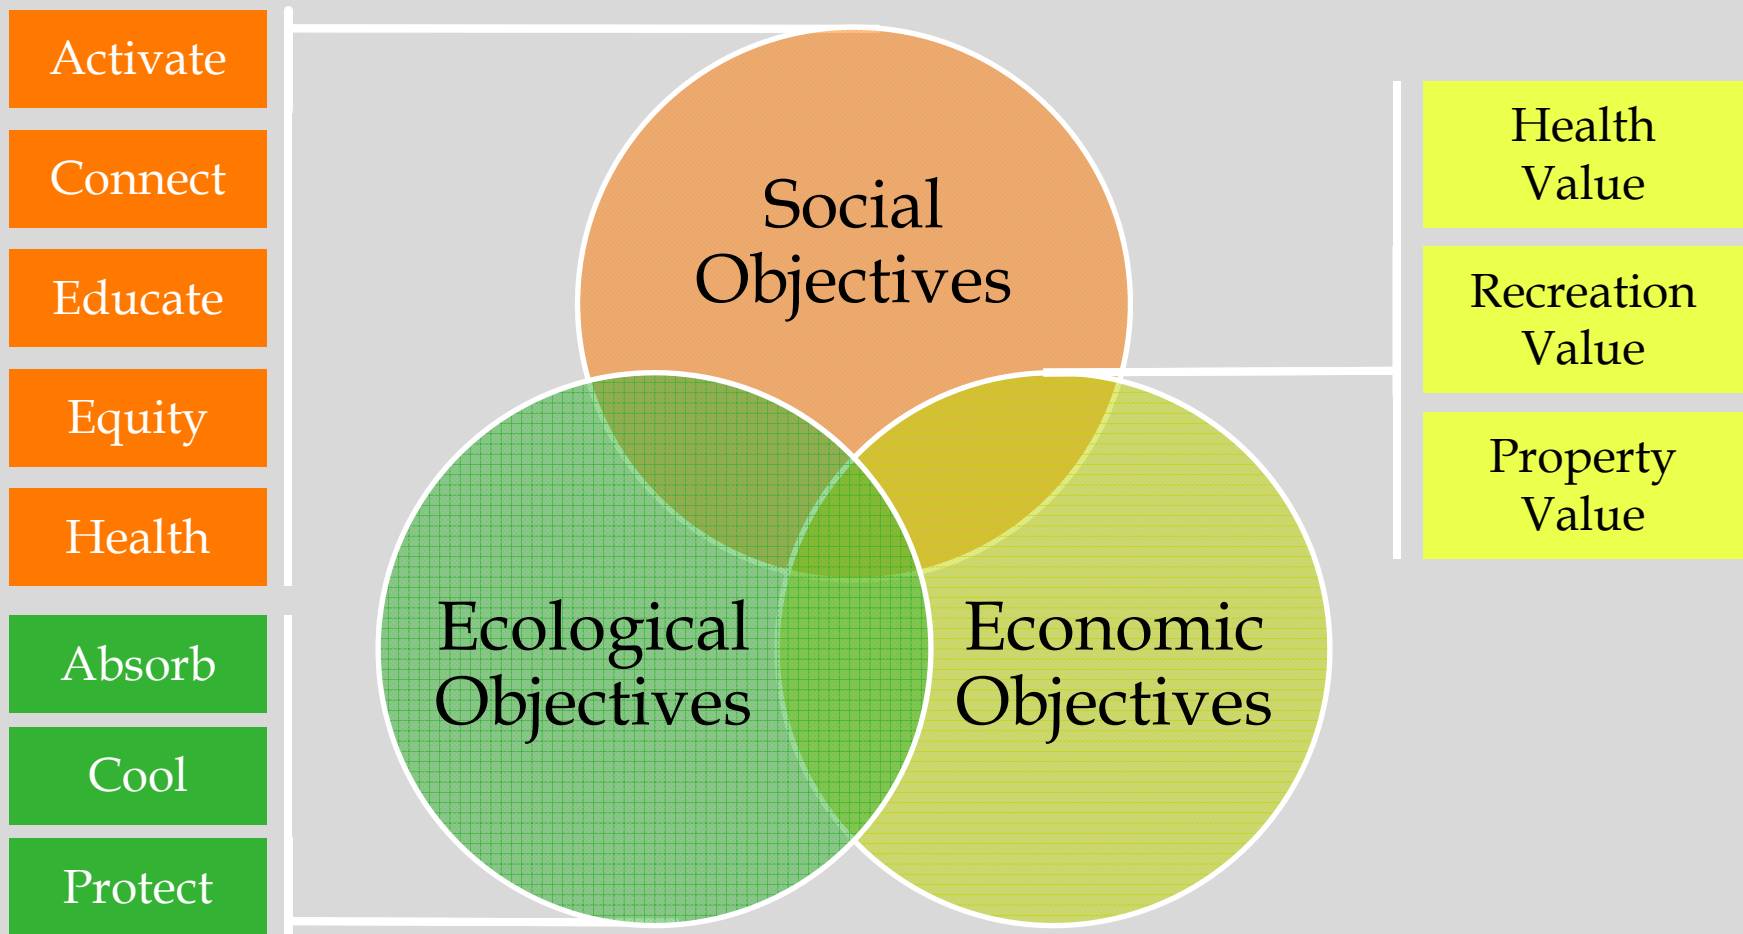 Activate
Connect
Educate
Equity
Health
Absorb
Cool
Protect
Social
Objectives
Ecological
Objectives
Economic
Objectives
Health
Value
Recreation
Value
Property
Value